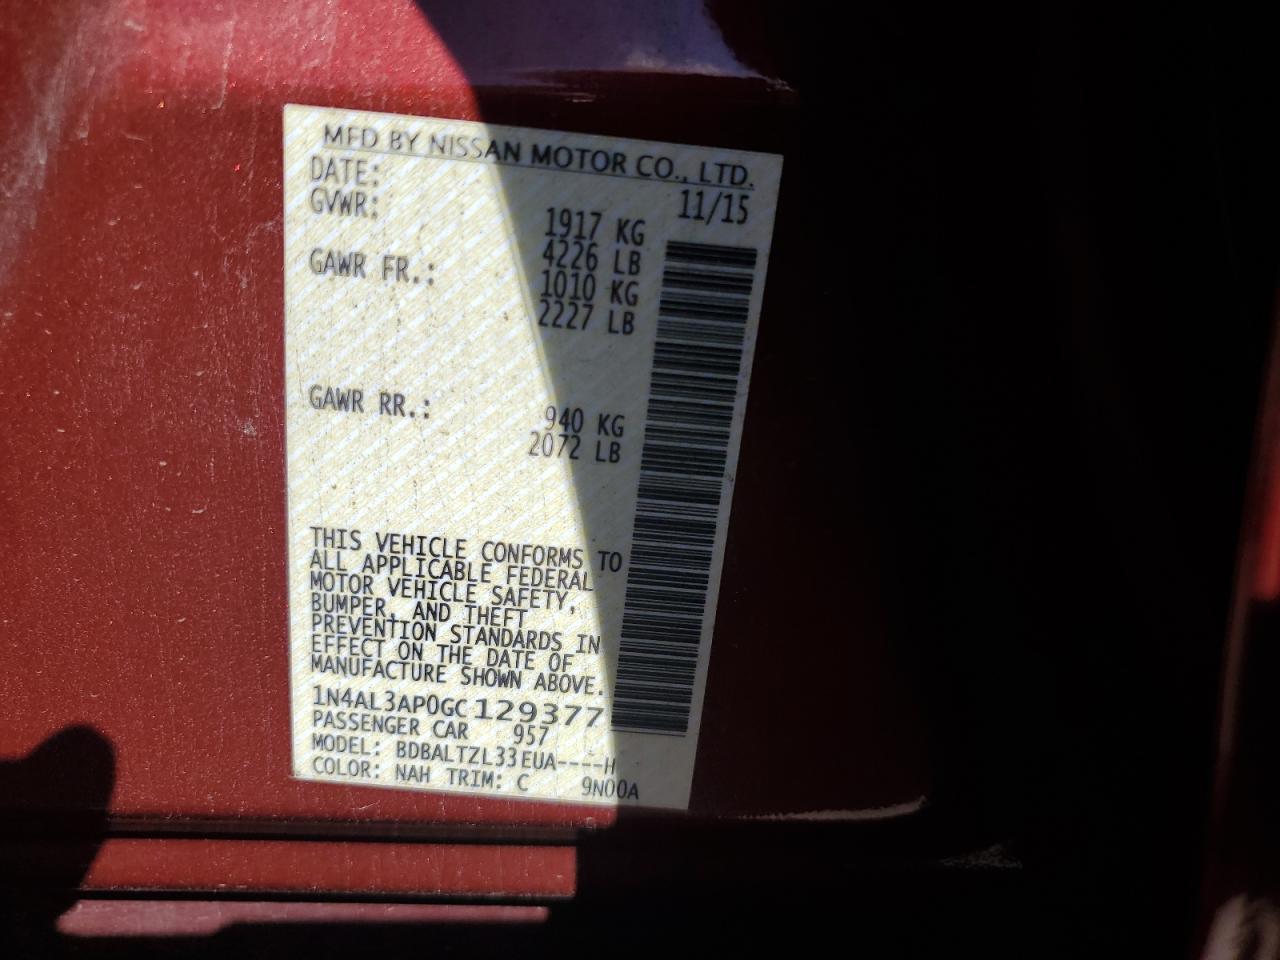 MFD BY NISSAN MOTOR CO., LTD.
DATE: 11/15
GVWR: 1917 KG
4226 LB
GAWR FR.: 1010 KG
2227 LB
GAWR RR.: 940 KG
2072 LB
THIS VEHICLE CONFORMS TO
ALL APPLICABLE FEDERAL
MOTOR VEHICLE SAFETY,
BUMPER, AND THEFT
PREVENTION STANDARDS IN
EFFECT ON THE DATE OF
MANUFACTURE SHOWN ABOVE.
1N4AL3AP0GC129377
PASSENGER CAR 957
MODEL: BDBALTZL33EUA----H
COLOR: NAH TRIM: C 9N00A